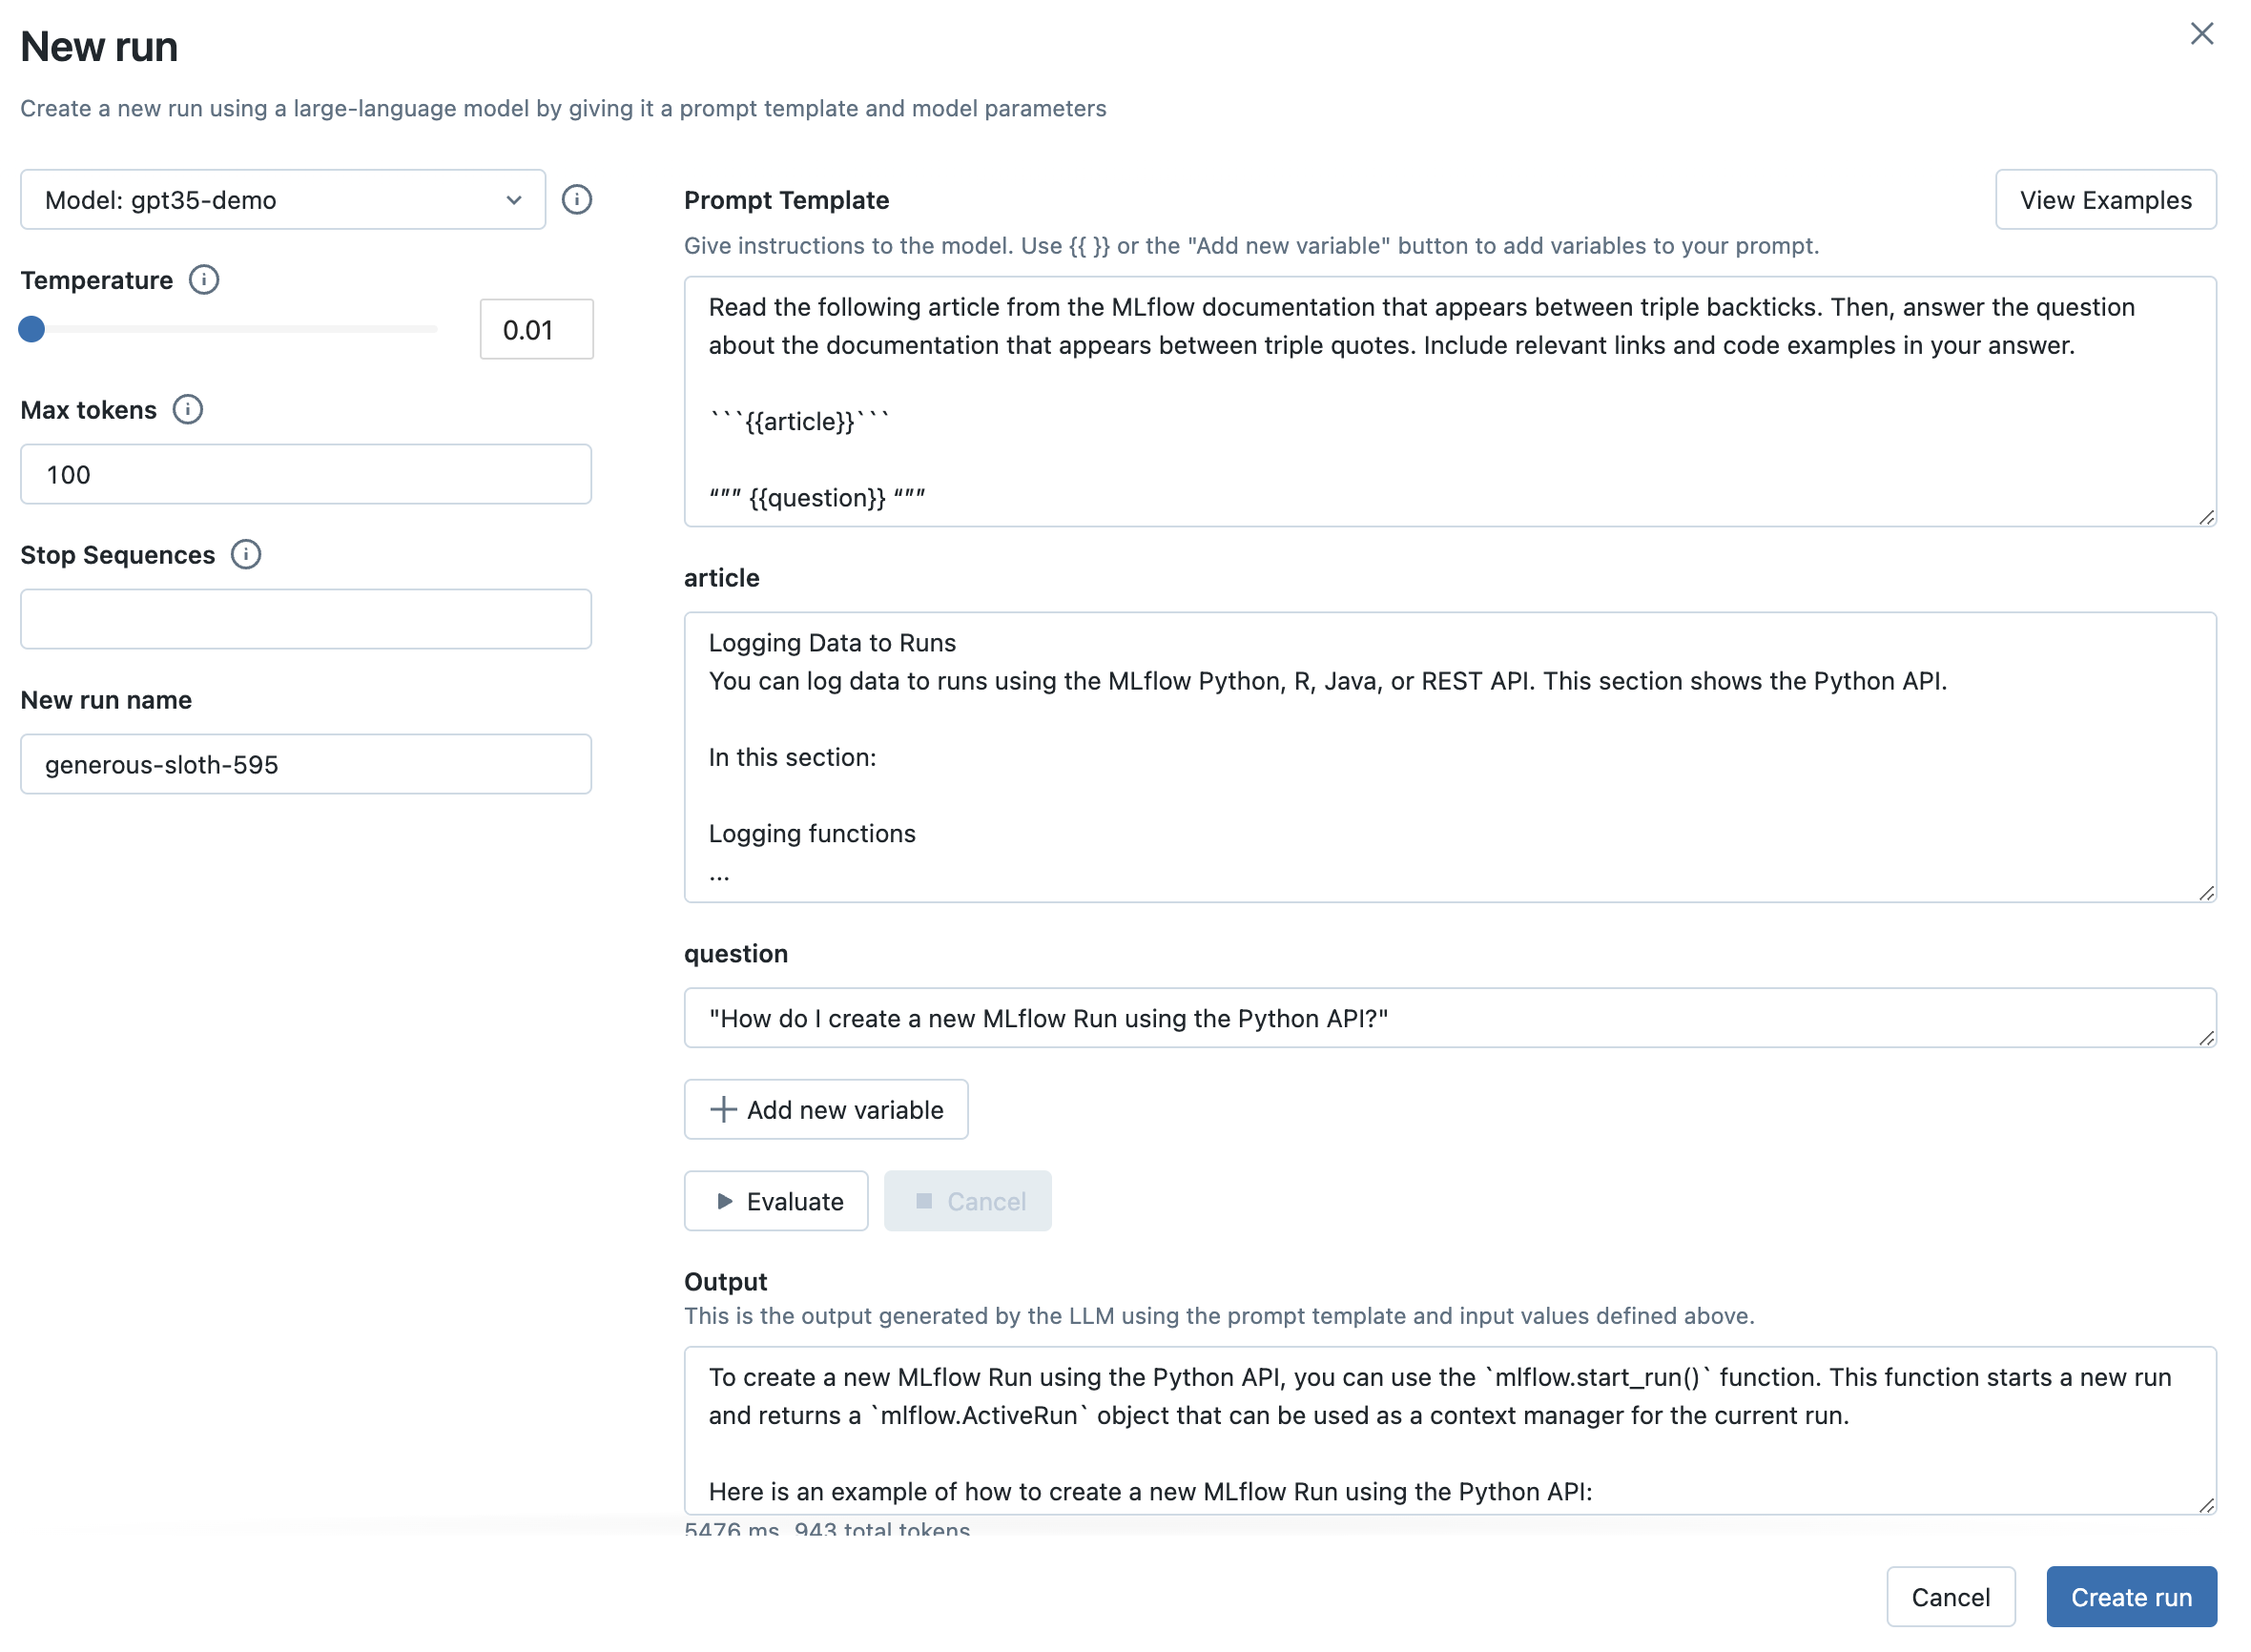 New run
Create a new run using a large-language model by giving it a prompt template and model parameters
Model: gpt35-demo
Temperature
0.01
Max tokens
100
Stop Sequences
New run name
generous-sloth-595
Prompt Template
View Examples
Give instructions to the model. Use {{ }} or the "Add new variable" button to add variables to your prompt.
Read the following article from the MLflow documentation that appears between triple backticks. Then, answer the question
about the documentation that appears between triple quotes. Include relevant links and code examples in your answer.
```{{article}}```
“”” {{question}} “””
article
Logging Data to Runs
You can log data to runs using the MLflow Python, R, Java, or REST API. This section shows the Python API.
In this section:
Logging functions
...
question
"How do I create a new MLflow Run using the Python API?"
Add new variable
Evaluate
Cancel
Output
This is the output generated by the LLM using the prompt template and input values defined above.
To create a new MLflow Run using the Python API, you can use the `mlflow.start_run()` function. This function starts a new run
and returns a `mlflow.ActiveRun` object that can be used as a context manager for the current run.
Here is an example of how to create a new MLflow Run using the Python API:
5476 ms, 943 total tokens
Cancel
Create run